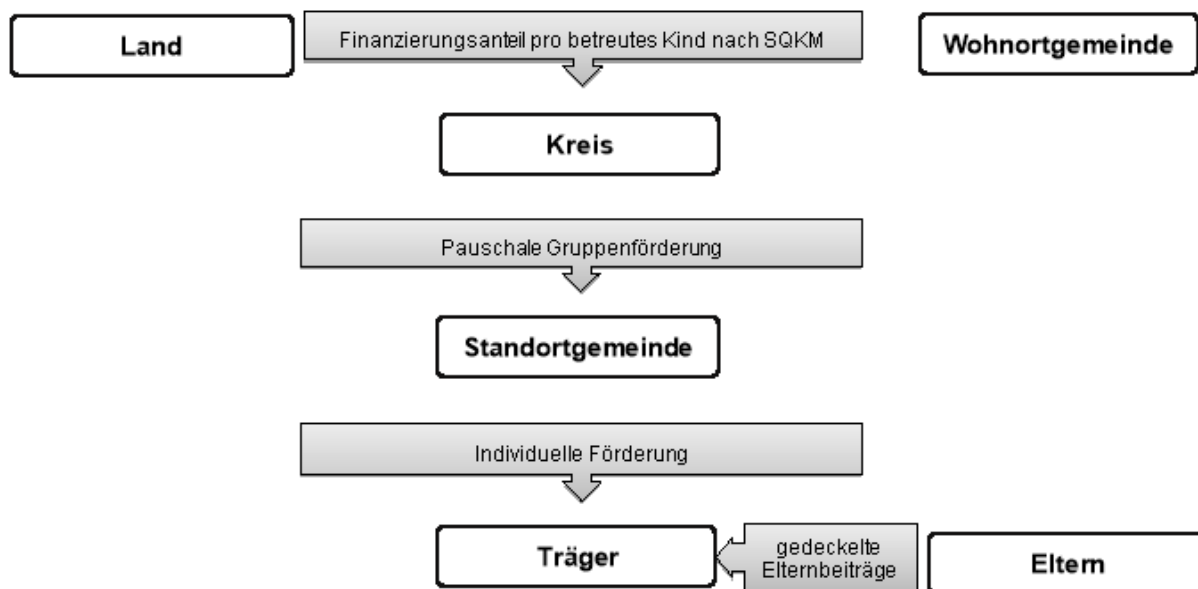 Land
Finanzierungsanteil pro betreutes Kind nach SQKM
Wohnortgemeinde
Kreis
Pauschale Gruppenförderung
Standortgemeinde
Individuelle Förderung
Träger
gedeckelte
Elternbeiträge
Eltern